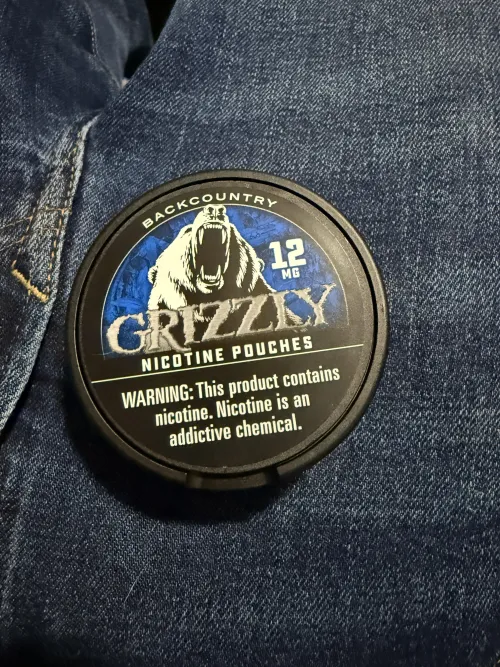 BACKCOUNTRY
12
MG
GRIZZLY
NICOTINE POUCHES
WARNING: This product contains
nicotine. Nicotine is an
addictive chemical.